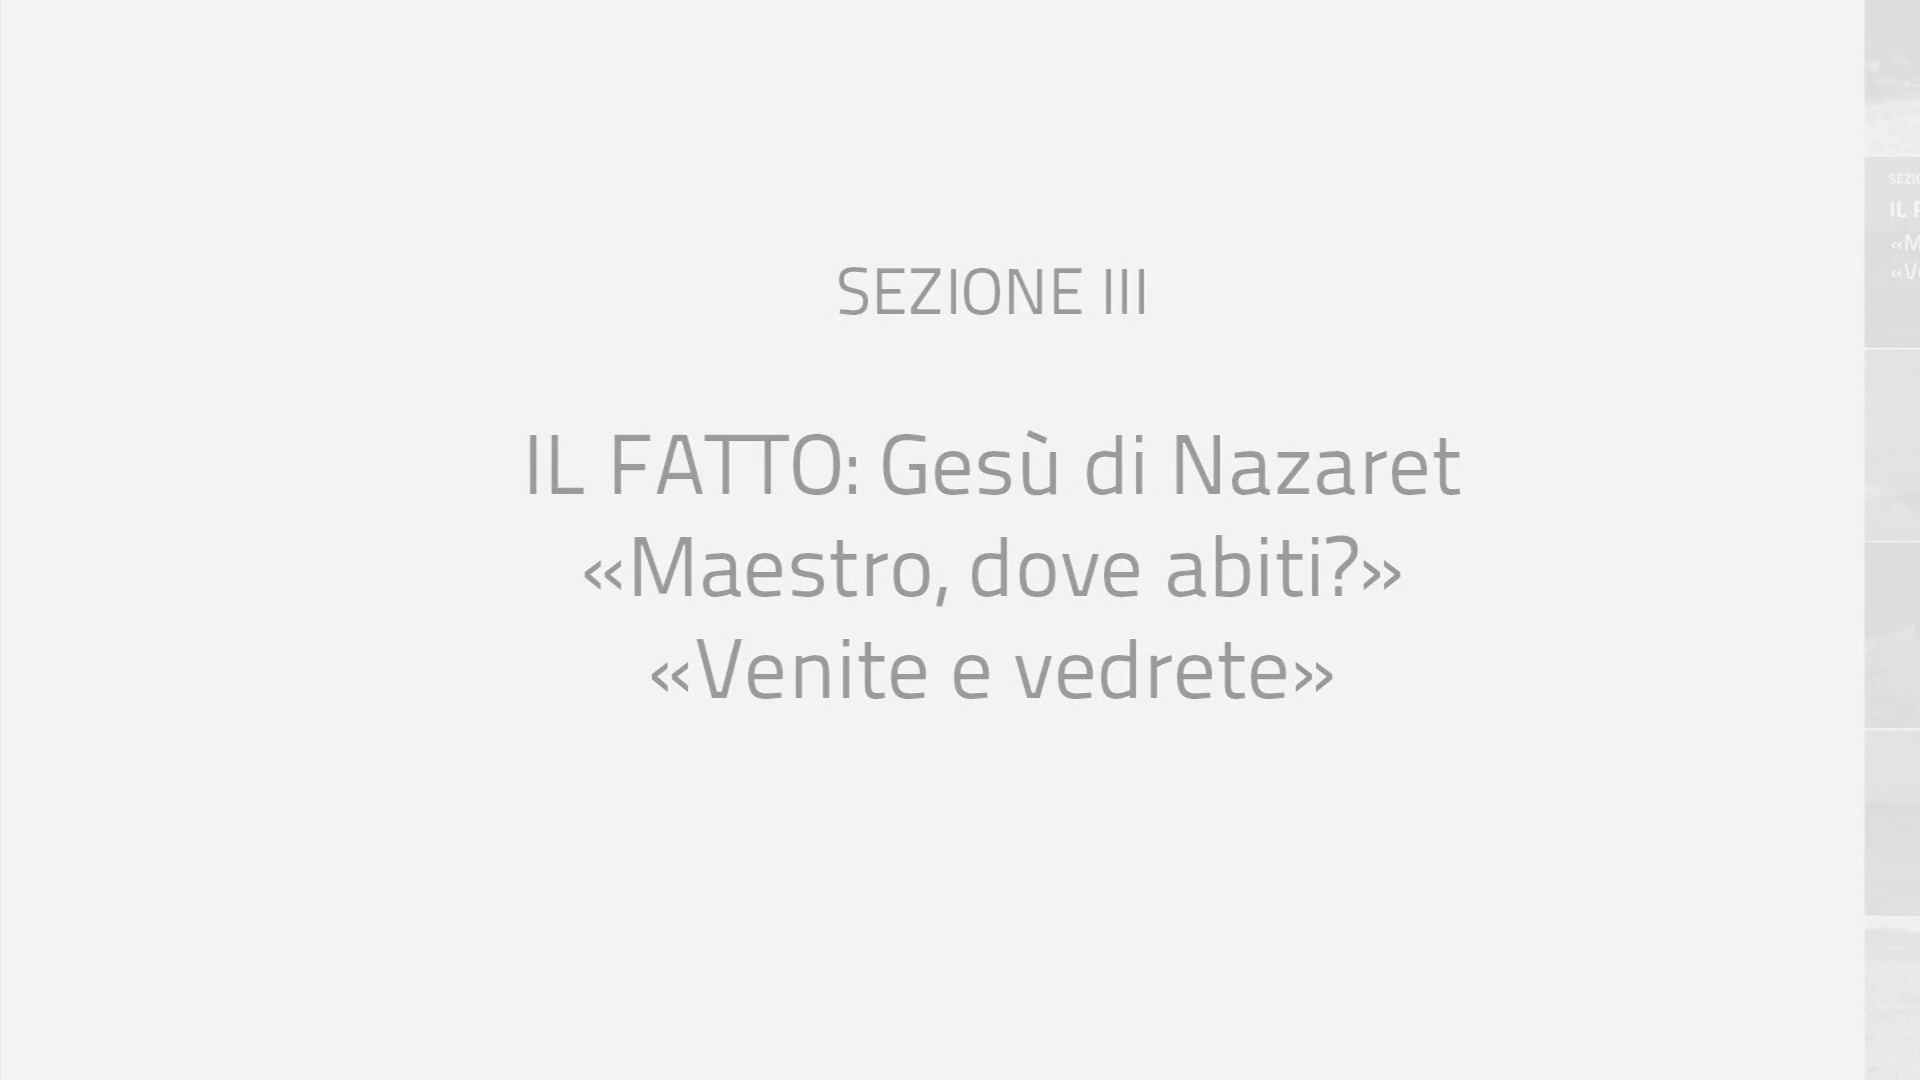 SEZIONE III
IL FATTO: Gesù di Nazaret
«Maestro, dove abiti?»
«Venite e vedrete»